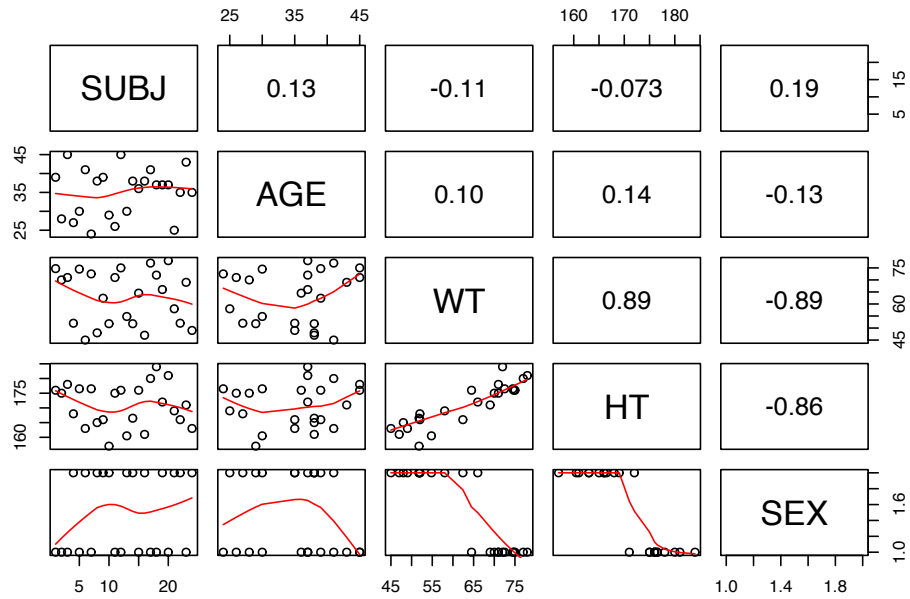 25 35 45 160 170 180
SUBJ 0.13 -0.11 -0.073 0.19 5 15
25 35 45 AGE 0.10 0.14 -0.13
WT 0.89 -0.89 45 60 75
160 175 HT -0.86
SEX 1.0 1.6
5 10 20 45 55 65 75 1.0 1.4 1.8